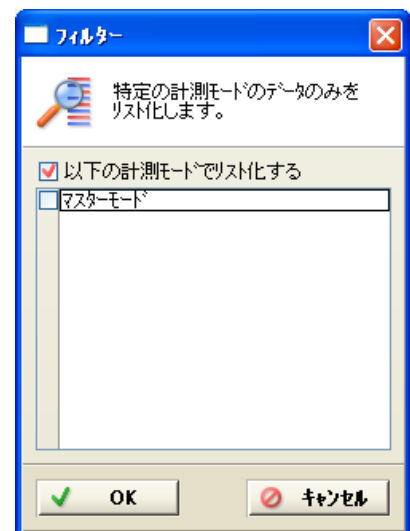 フィルター
特定の計測モードのデータのみを
リスト化します。
以下の計測モードでリスト化する
マスターモード
OK
キャンセル